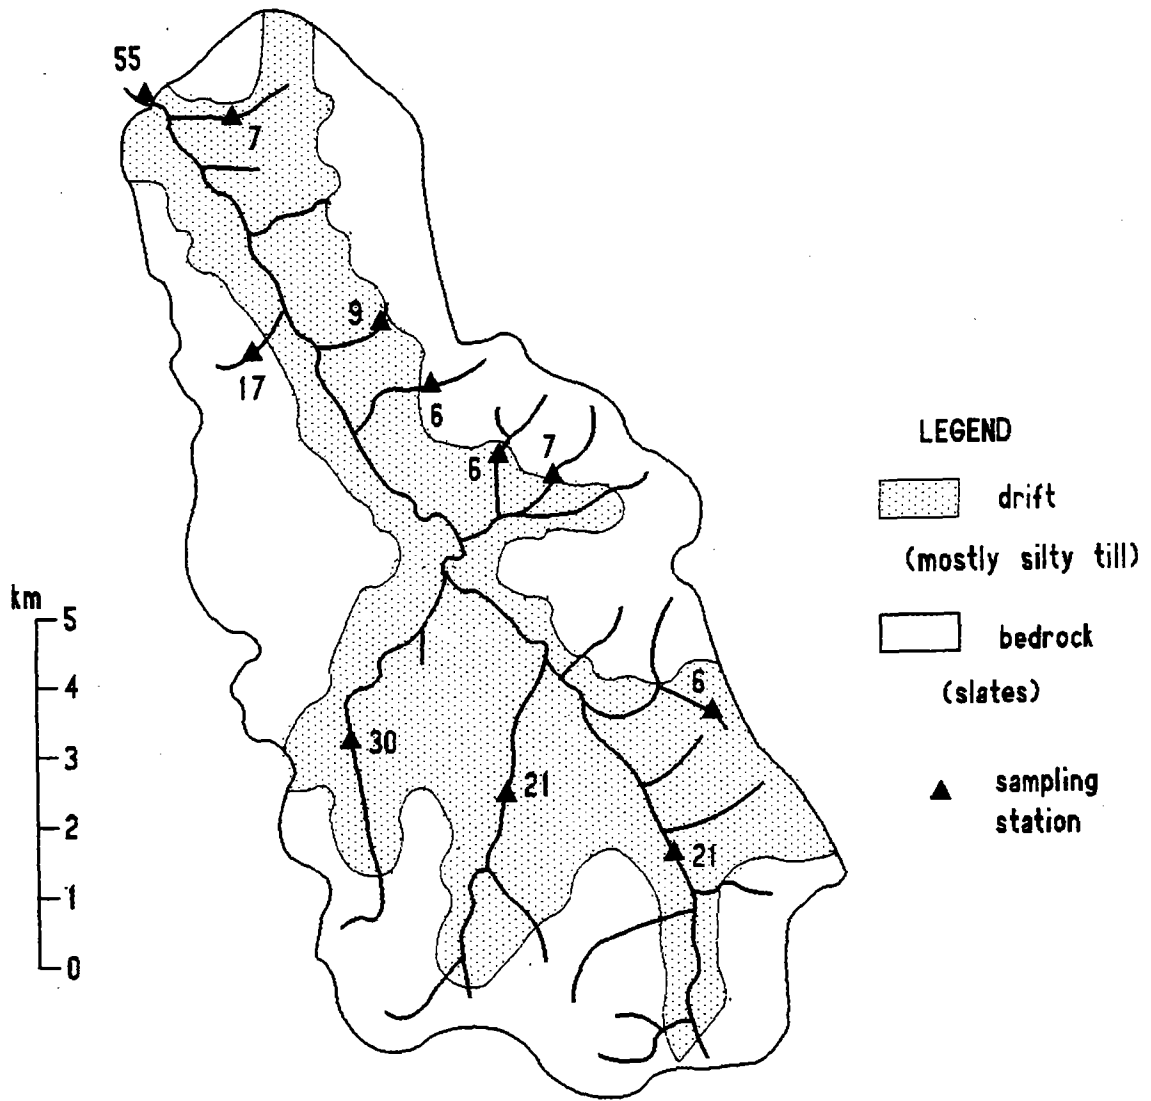 55
7
9
17
6
6
7
LEGEND
drift
(mostly silty till)
km
5
bedrock
(slates)
4
6
3
30
21
sampling
station
2
21
1
0